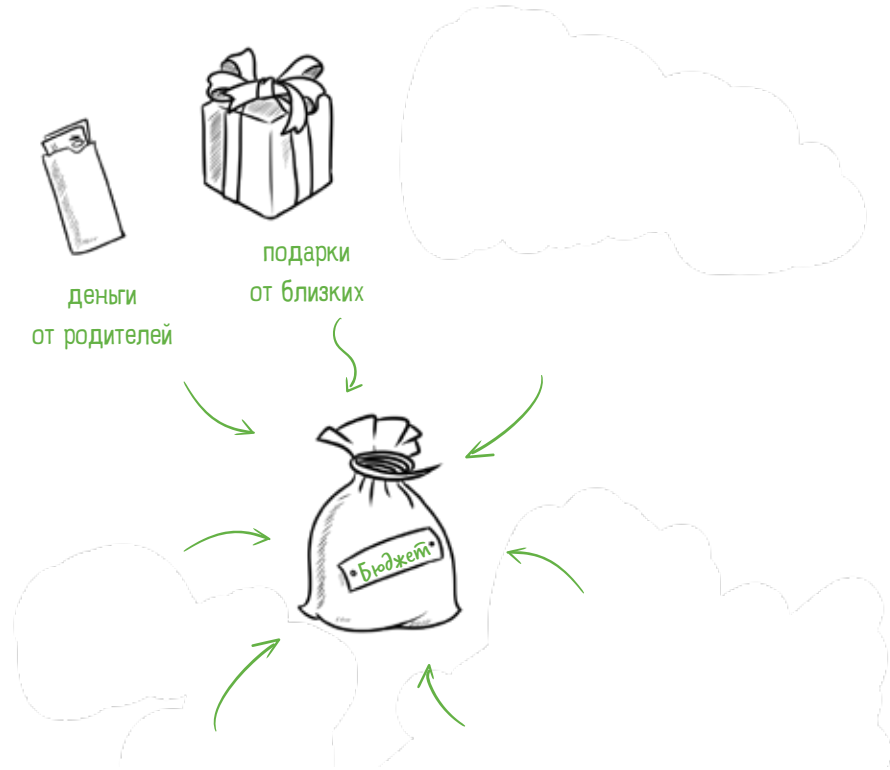 подарки
от близких
деньги
от родителей
Бюджет